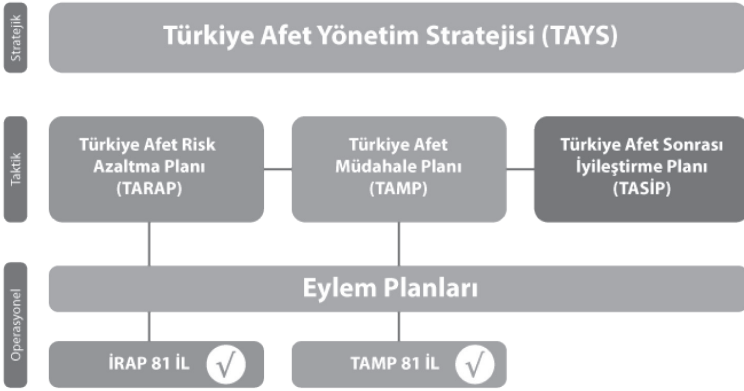 Stratejik
Türkiye Afet Yönetim Stratejisi (TAYS)
Taktik
Türkiye Afet Risk
Azaltma Planı
(TARAP)
Türkiye Afet
Müdahale Planı
(TAMP)
Türkiye Afet Sonrası
İyileştirme Planı
(TASİP)
Operasyonel
Eylem Planları
İRAP 81 İL √
TAMP 81 İL √